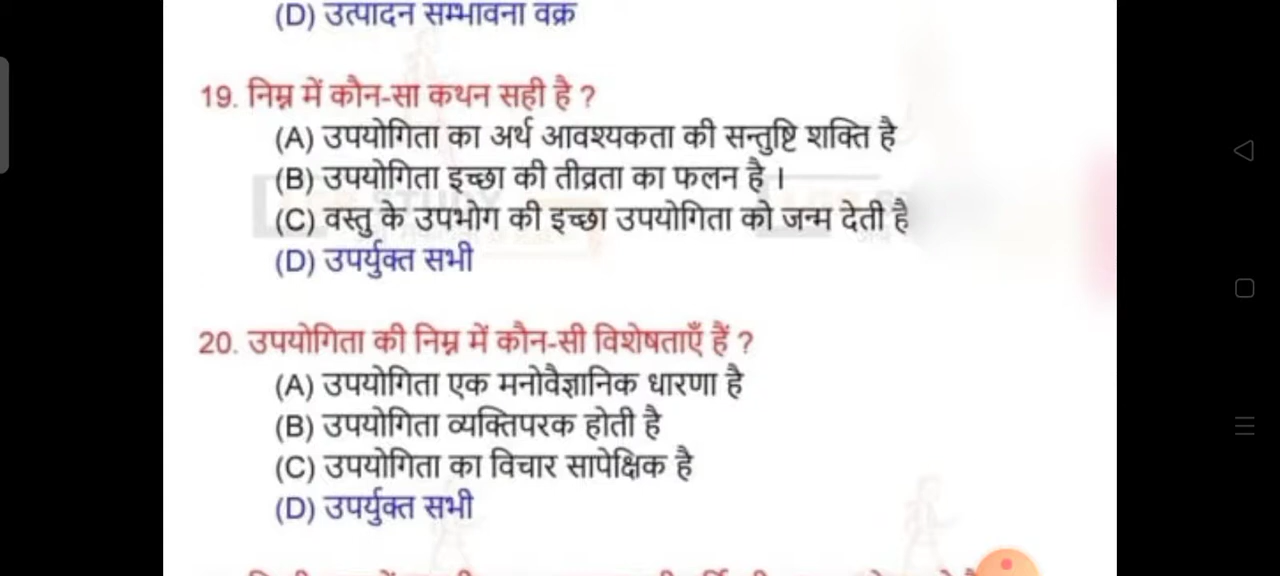 (D) उत्पादन सम्भावना वक्र
19. निम्न में कौन-सा कथन सही है ?
(A) उपयोगिता का अर्थ आवश्यकता की सन्तुष्टि शक्ति है
(B) उपयोगिता इच्छा की तीव्रता का फलन है ।
(C) वस्तु के उपभोग की इच्छा उपयोगिता को जन्म देती है
(D) उपर्युक्त सभी
20. उपयोगिता की निम्न में कौन-सी विशेषताएँ हैं ?
(A) उपयोगिता एक मनोवैज्ञानिक धारणा है
(B) उपयोगिता व्यक्तिपरक होती है
(C) उपयोगिता का विचार सापेक्षिक है
(D) उपर्युक्त सभी